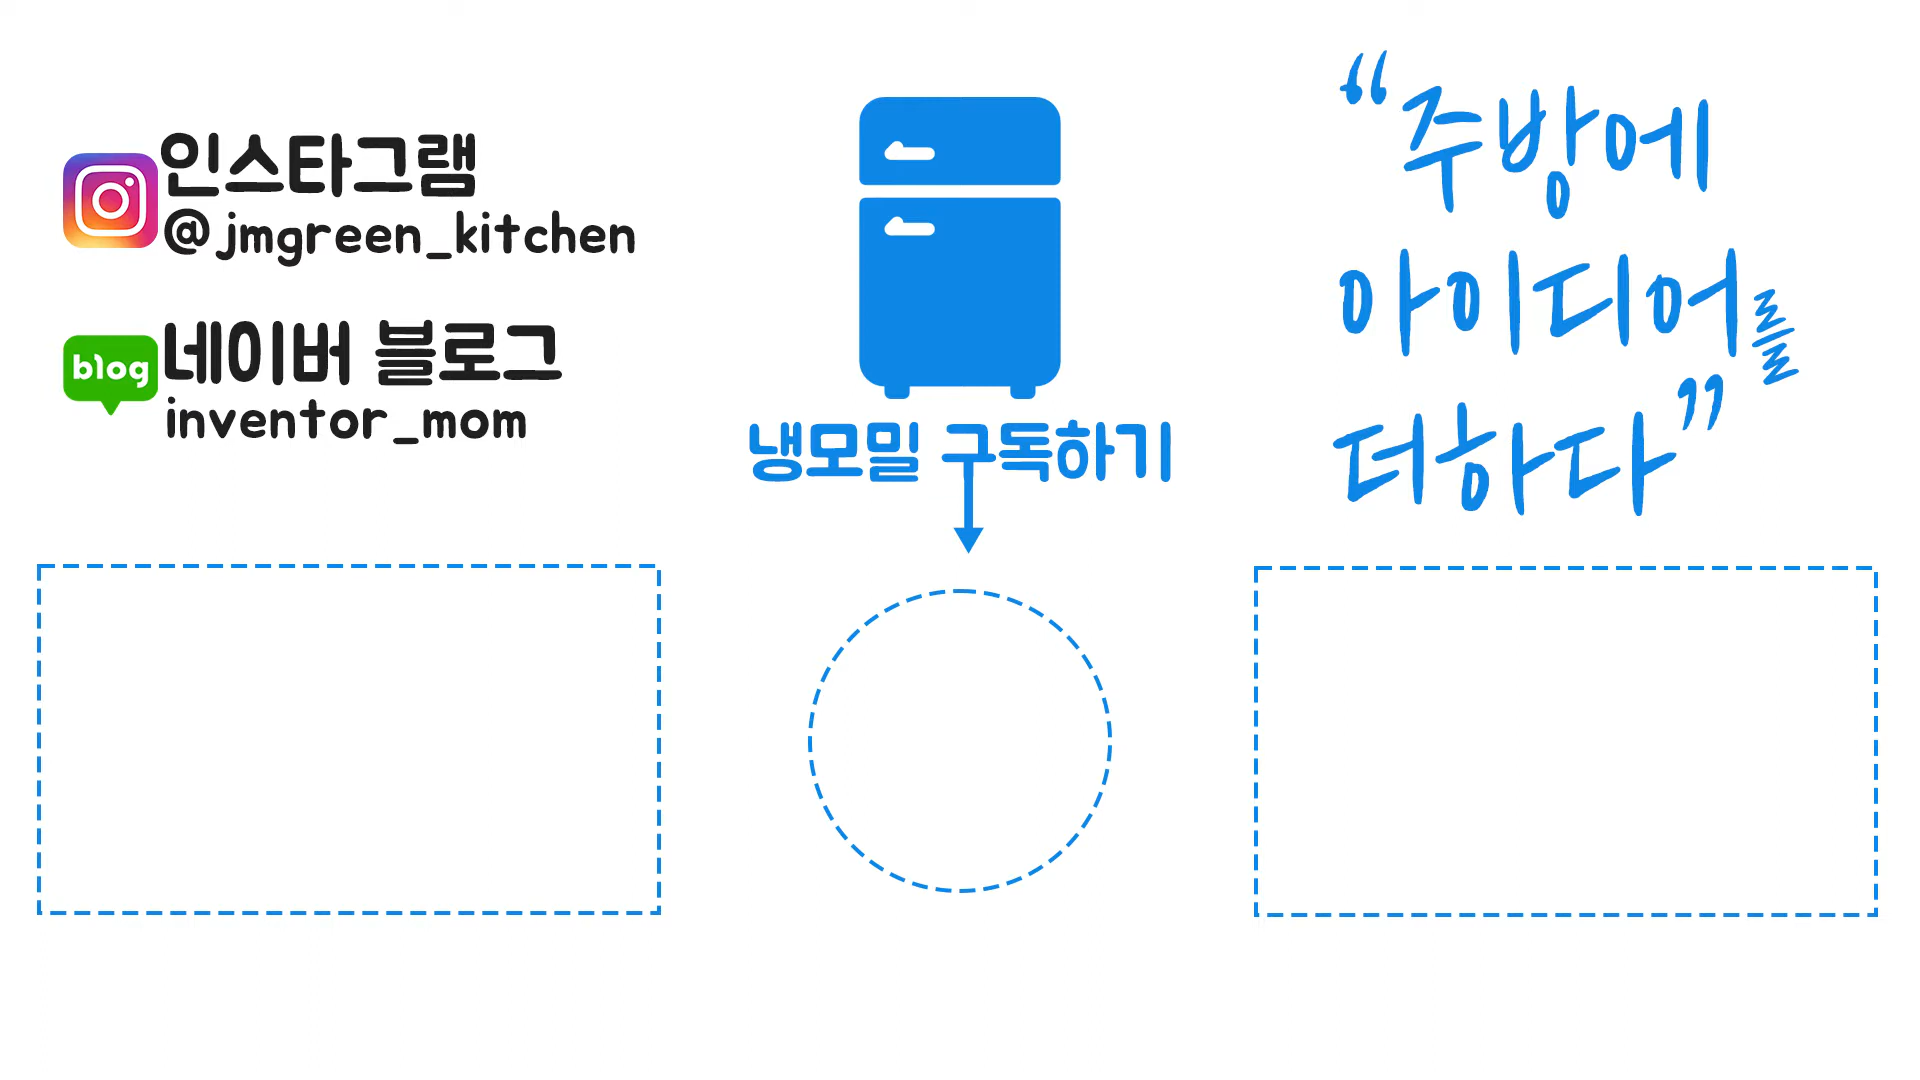 인스타그램
@jmgreen_kitchen
blog
네이버 블로그
inventor_mom
냉모밀 구독하기
“주방에
아이디어를
더하다”